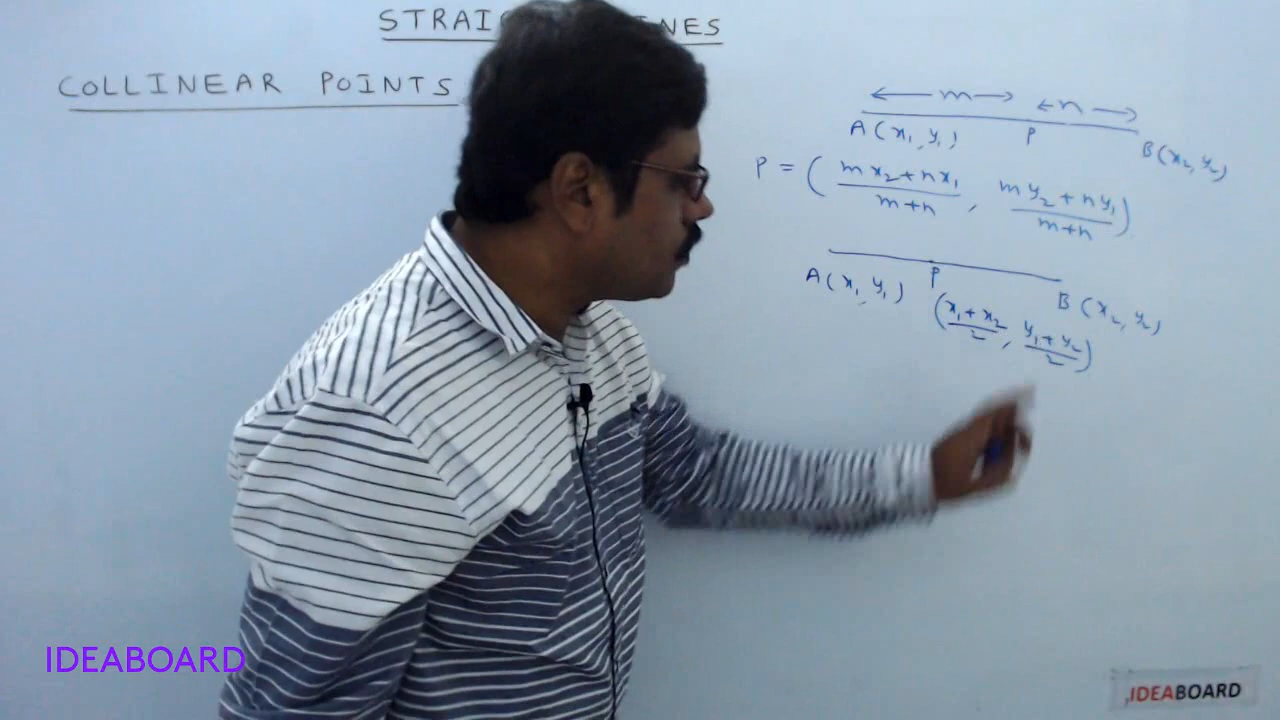 STRAI NES
COLLINEAR POINTS
← m → ← n →
A (x₁, y₁) P B (x₂, y₂)
P = ( (mx₂+nx₁)/(m+n) , (my₂+ny₁)/(m+n) )
A (x₁, y₁) P B (x₂, y₂)
( (x₁+x₂)/2 , (y₁+y₂)/2 )
IDEABOARD
IDEABOARD